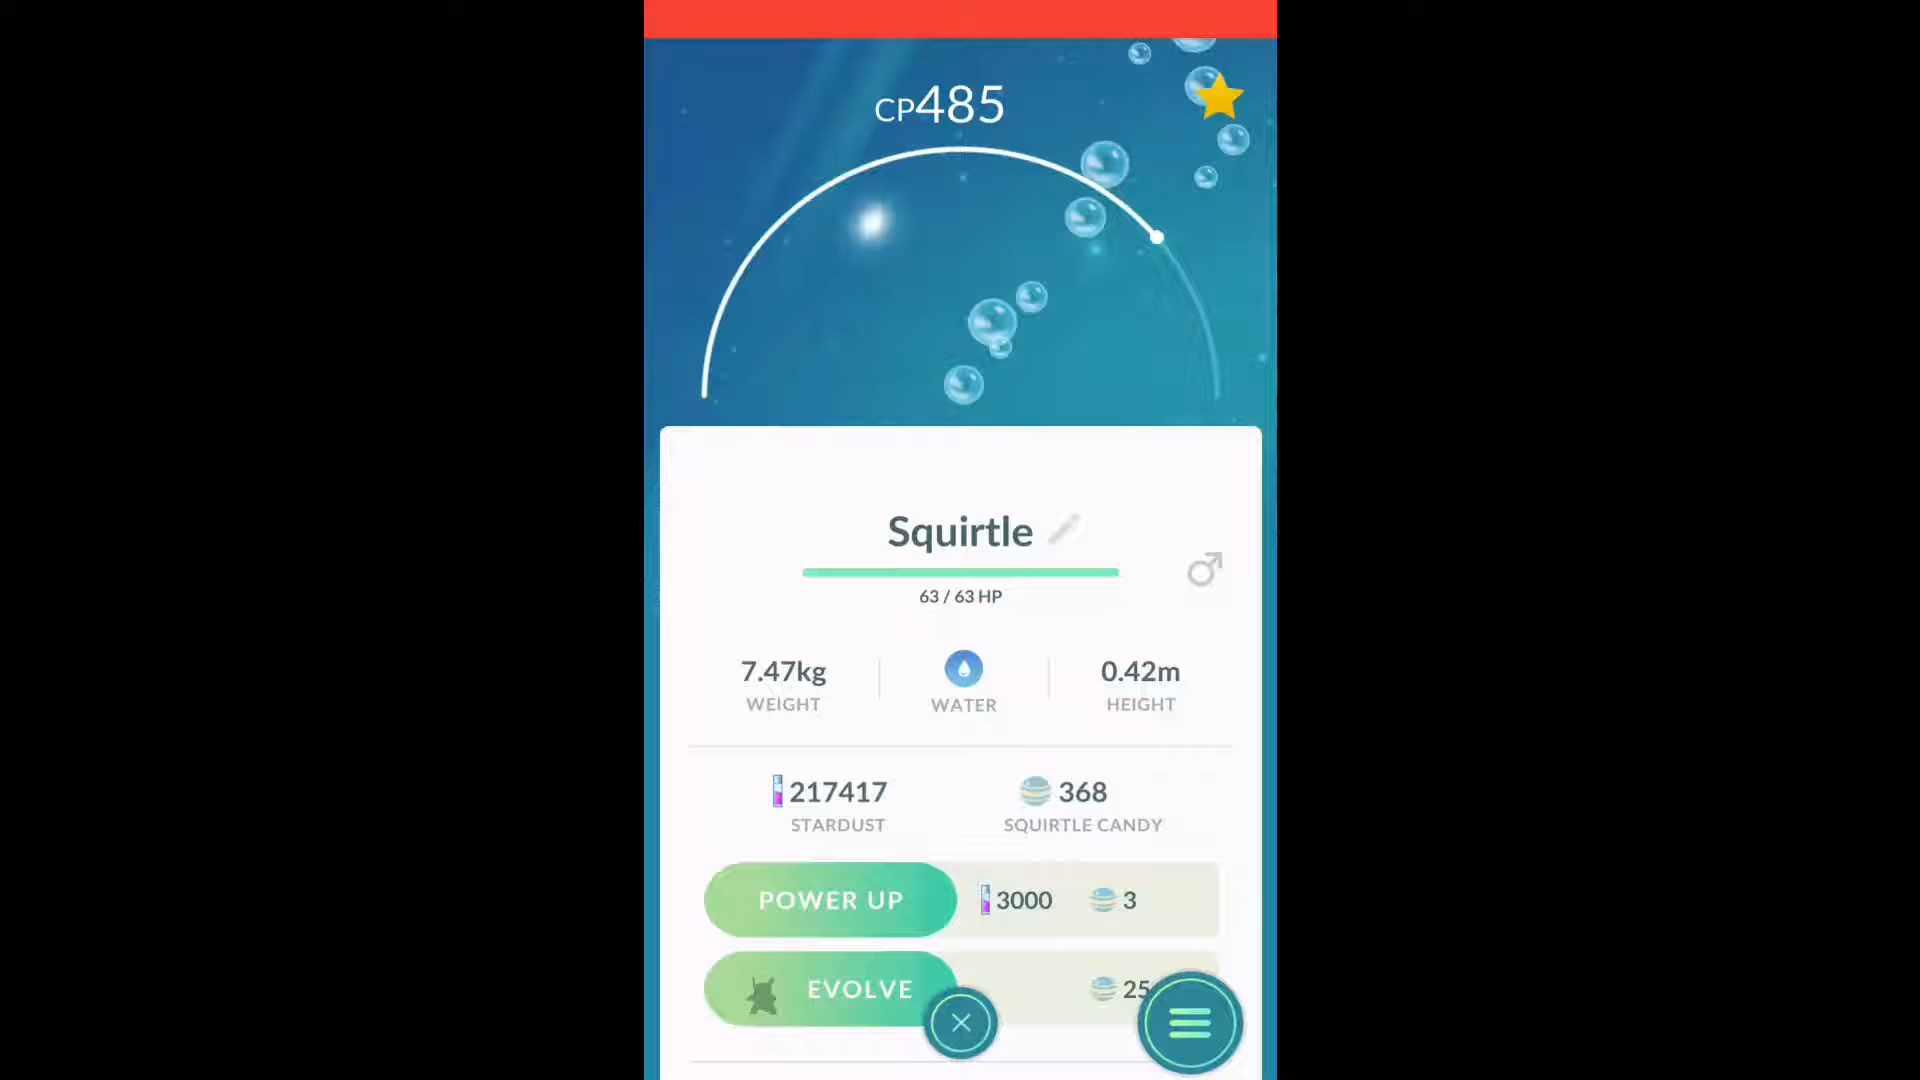 CP485
Squirtle
63 / 63 HP
7.47kg
WEIGHT
WATER
0.42m
HEIGHT
217417
STARDUST
368
SQUIRTLE CANDY
POWER UP 3000 3
EVOLVE 25